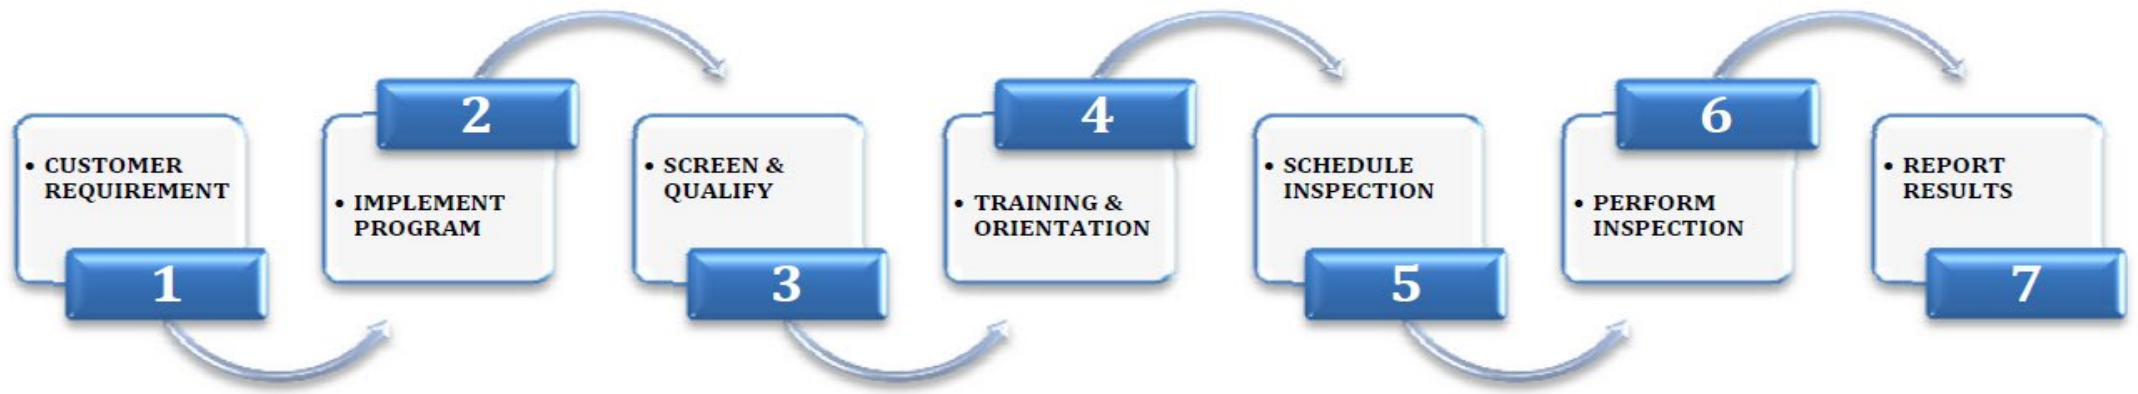 • CUSTOMER
REQUIREMENT
1
2
• IMPLEMENT
PROGRAM
• SCREEN &
QUALIFY
3
4
• TRAINING &
ORIENTATION
• SCHEDULE
INSPECTION
5
6
• PERFORM
INSPECTION
• REPORT
RESULTS
7